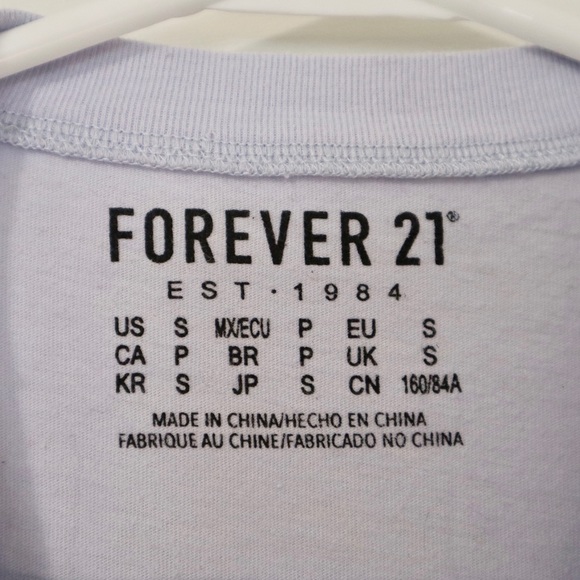 FOREVER 21®
EST·1984
US S MX/ECU P EU S
CA P BR P UK S
KR S JP S CN 160/84A
MADE IN CHINA/HECHO EN CHINA
FABRIQUE AU CHINE/FABRICADO NO CHINA